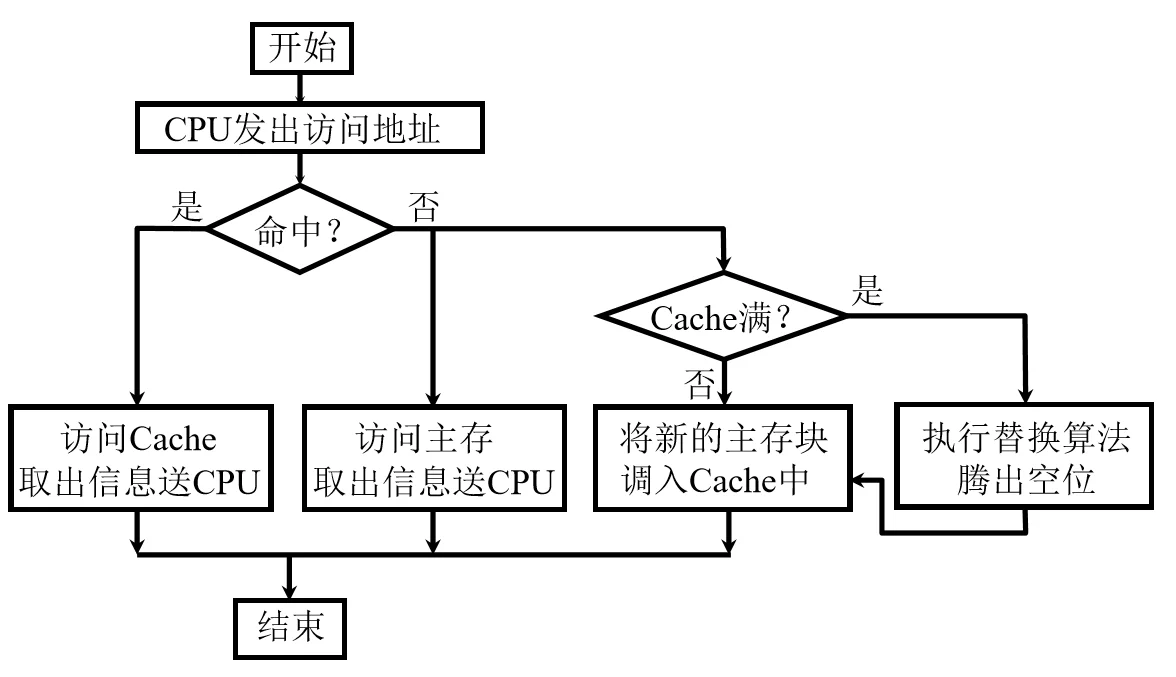 开始
CPU发出访问地址
是
否
命中？
是
Cache满？
否
访问Cache
取出信息送CPU
访问主存
取出信息送CPU
将新的主存块
调入Cache中
执行替换算法
腾出空位
结束